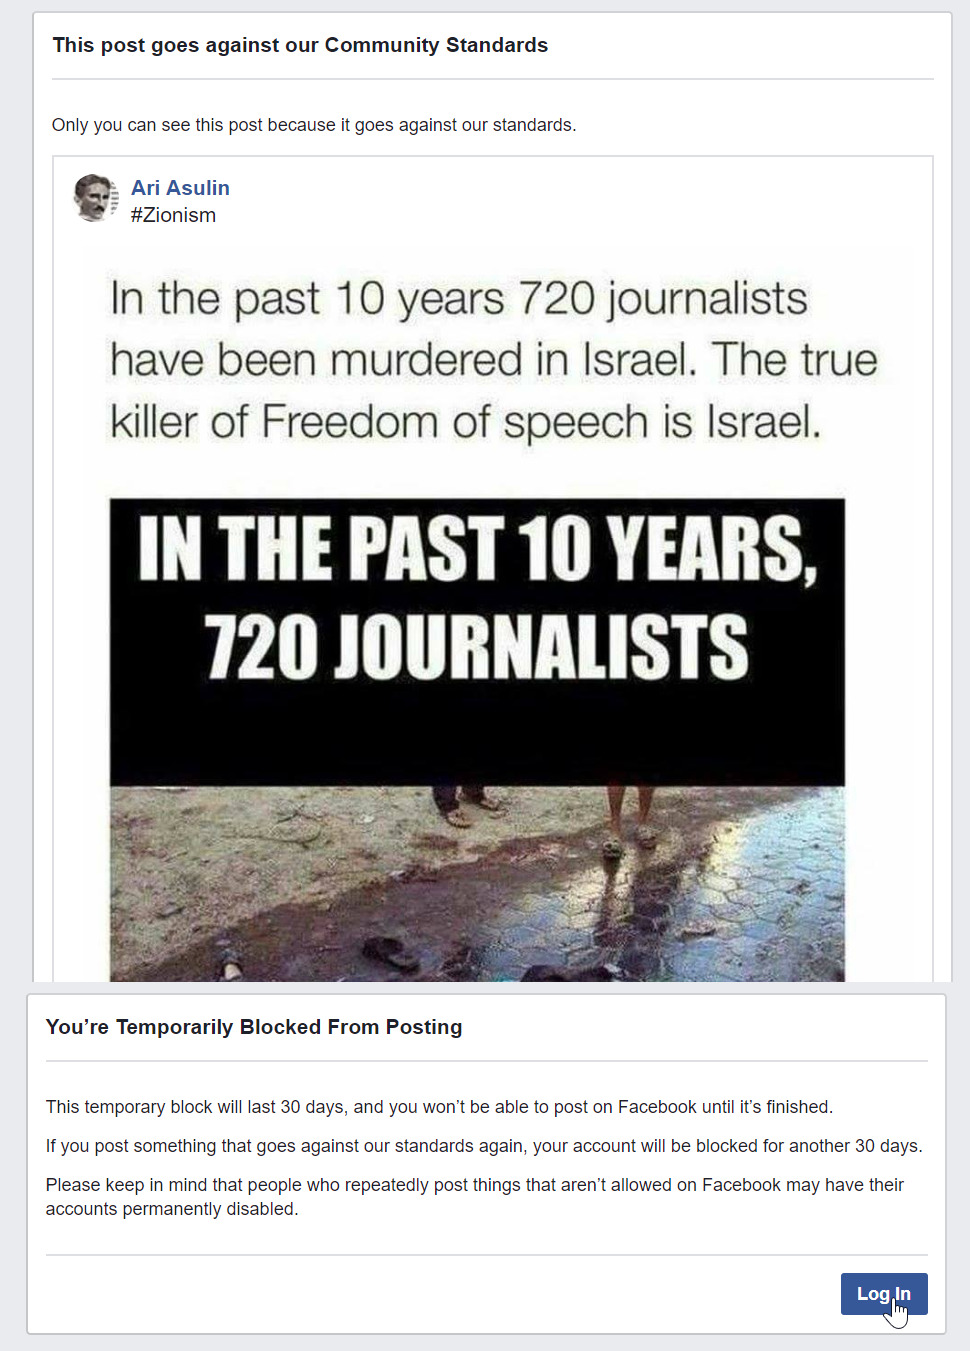 This post goes against our Community Standards
Only you can see this post because it goes against our standards.
Ari Asulin
#Zionism
In the past 10 years 720 journalists
have been murdered in Israel. The true
killer of Freedom of speech is Israel.
IN THE PAST 10 YEARS,
720 JOURNALISTS
You’re Temporarily Blocked From Posting
This temporary block will last 30 days, and you won’t be able to post on Facebook until it’s finished.
If you post something that goes against our standards again, your account will be blocked for another 30 days.
Please keep in mind that people who repeatedly post things that aren’t allowed on Facebook may have their
accounts permanently disabled.
Log In